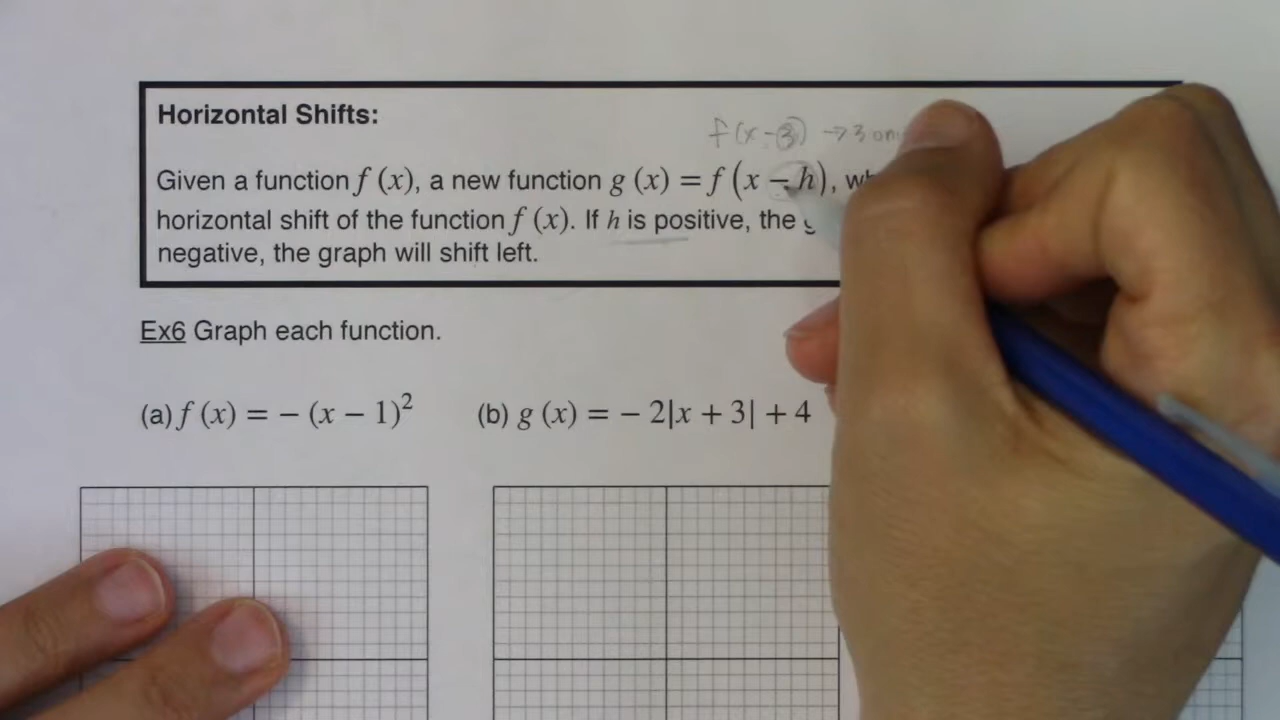 Horizontal Shifts:
f(x-3) →3
Given a function f (x), a new function g (x) = f (x − h),
horizontal shift of the function f (x). If h is positive, the
negative, the graph will shift left.
Ex6 Graph each function.
(a) f (x) = − (x − 1)² (b) g (x) = − 2|x + 3| + 4